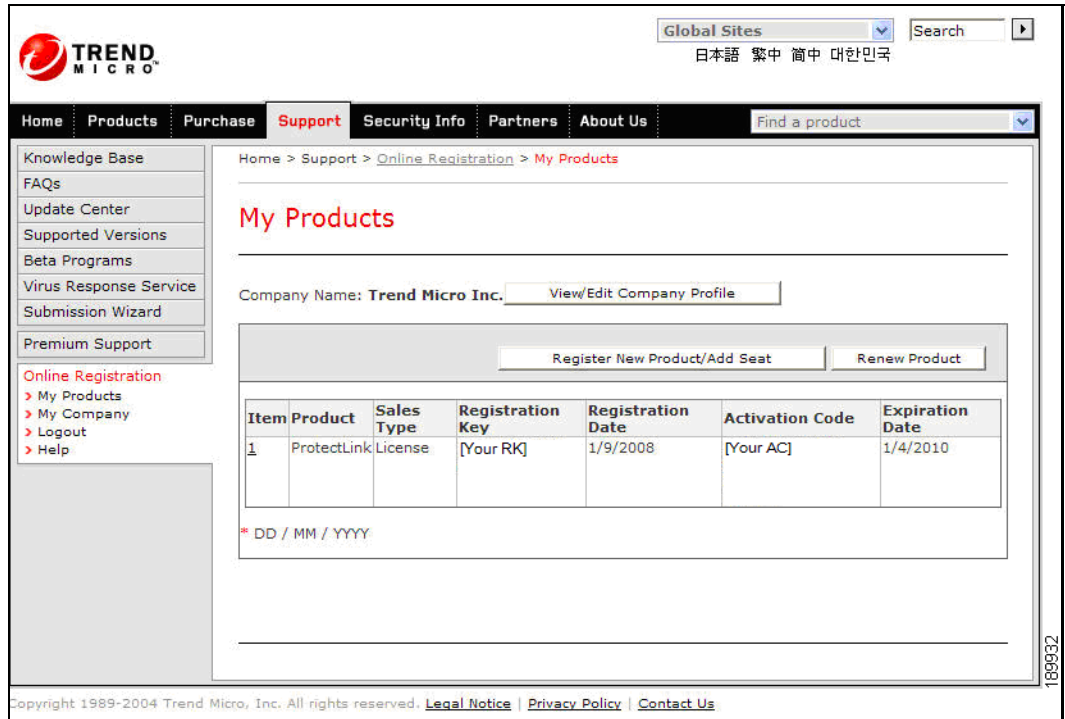 TREND
MICRO™
Global Sites
Search
日本語 繁中 简中 대한민국
Home Products Purchase Support Security Info Partners About Us
Find a product
Knowledge Base
FAQs
Update Center
Supported Versions
Beta Programs
Virus Response Service
Submission Wizard
Premium Support
Online Registration
My Products
My Company
Logout
Help
Home > Support > Online Registration > My Products
My Products
Company Name: Trend Micro Inc. View/Edit Company Profile
Register New Product/Add Seat Renew Product
Item Product Sales Type Registration Key Registration Date Activation Code Expiration Date
1 ProtectLink License [Your RK] 1/9/2008 [Your AC] 1/4/2010
* DD / MM / YYYY
189932
Copyright 1989-2004 Trend Micro, Inc. All rights reserved. Legal Notice | Privacy Policy | Contact Us